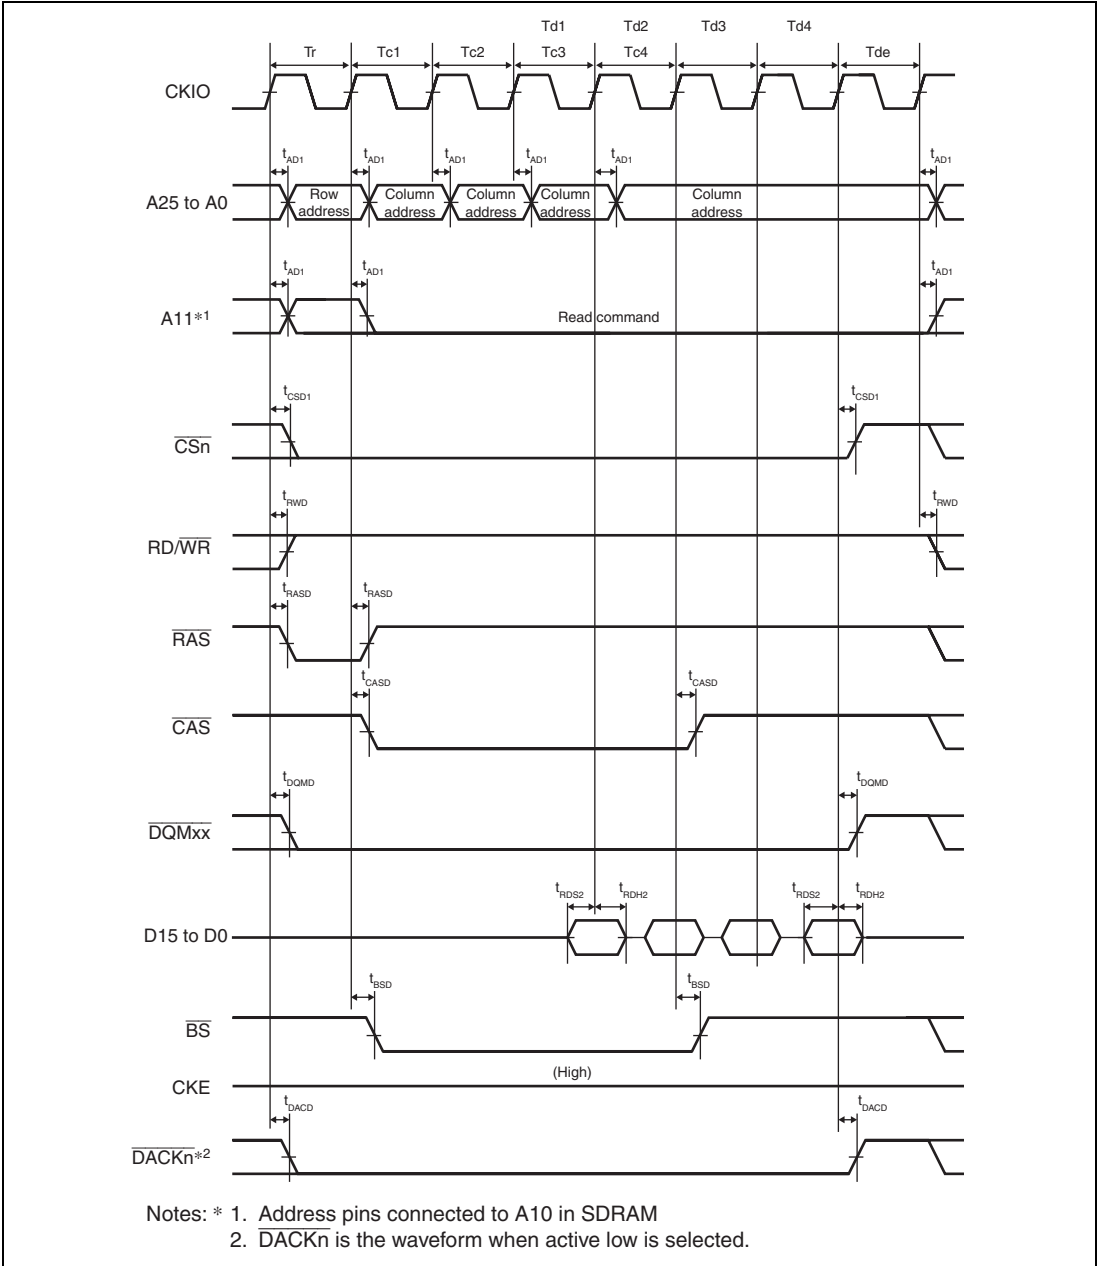 Td1 Td2 Td3 Td4
Tr Tc1 Tc2 Tc3 Tc4 Tde
CKIO
tAD1 tAD1 tAD1 tAD1 tAD1 tAD1
A25 to A0
Row address
Column address
Column address
Column address
Column address
tAD1 tAD1 tAD1
A11*1
Read command
tCSD1 tCSD1
CSn
tRWD tRWD
RD/WR
tRASD tRASD
RAS
tCASD tCASD
CAS
tDQMD tDQMD
DQMxx
tRDS2 tRDH2 tRDS2 tRDH2
D15 to D0
tBSD tBSD
BS
(High)
CKE
tDACD tDACD
DACKn*2
Notes: * 1. Address pins connected to A10 in SDRAM
2. DACKn is the waveform when active low is selected.